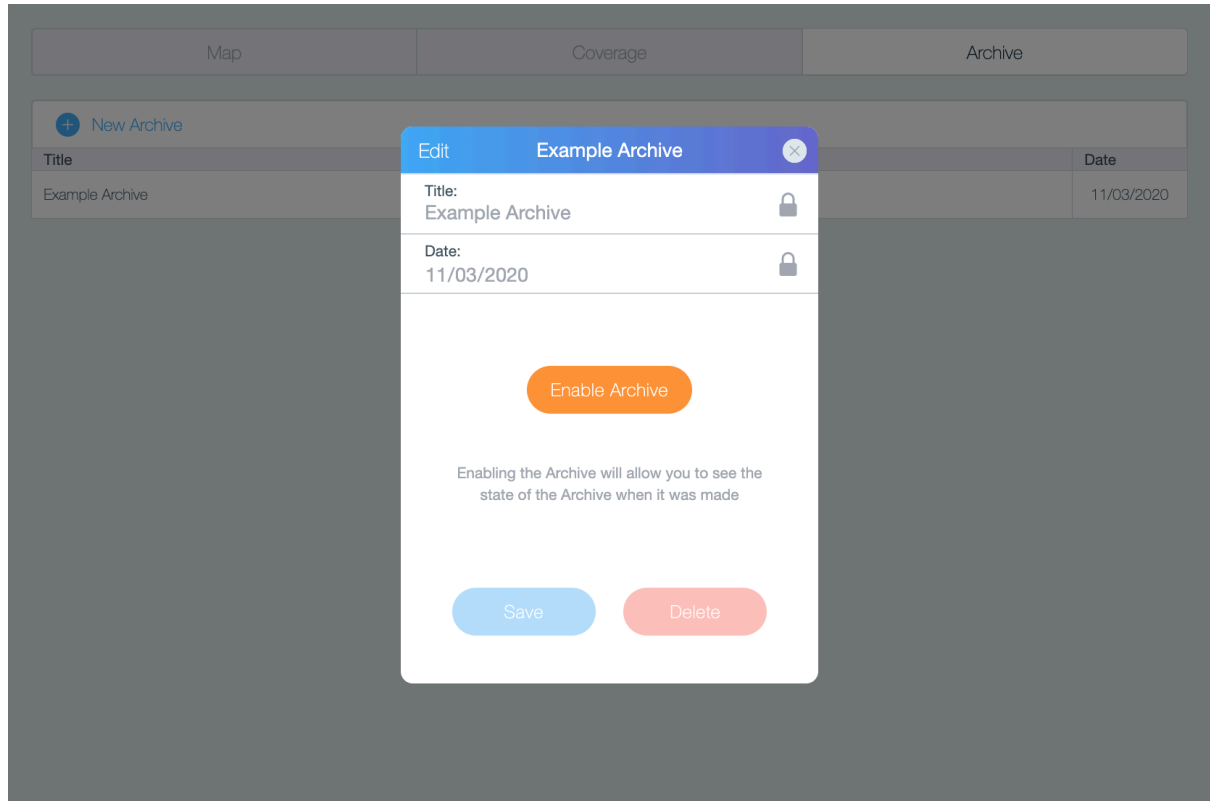 Map
Coverage
Archive
New Archive
Title
Date
Example Archive
11/03/2020
Edit
Example Archive
Title:
Example Archive
Date:
11/03/2020
Enable Archive
Enabling the Archive will allow you to see the
state of the Archive when it was made
Save
Delete